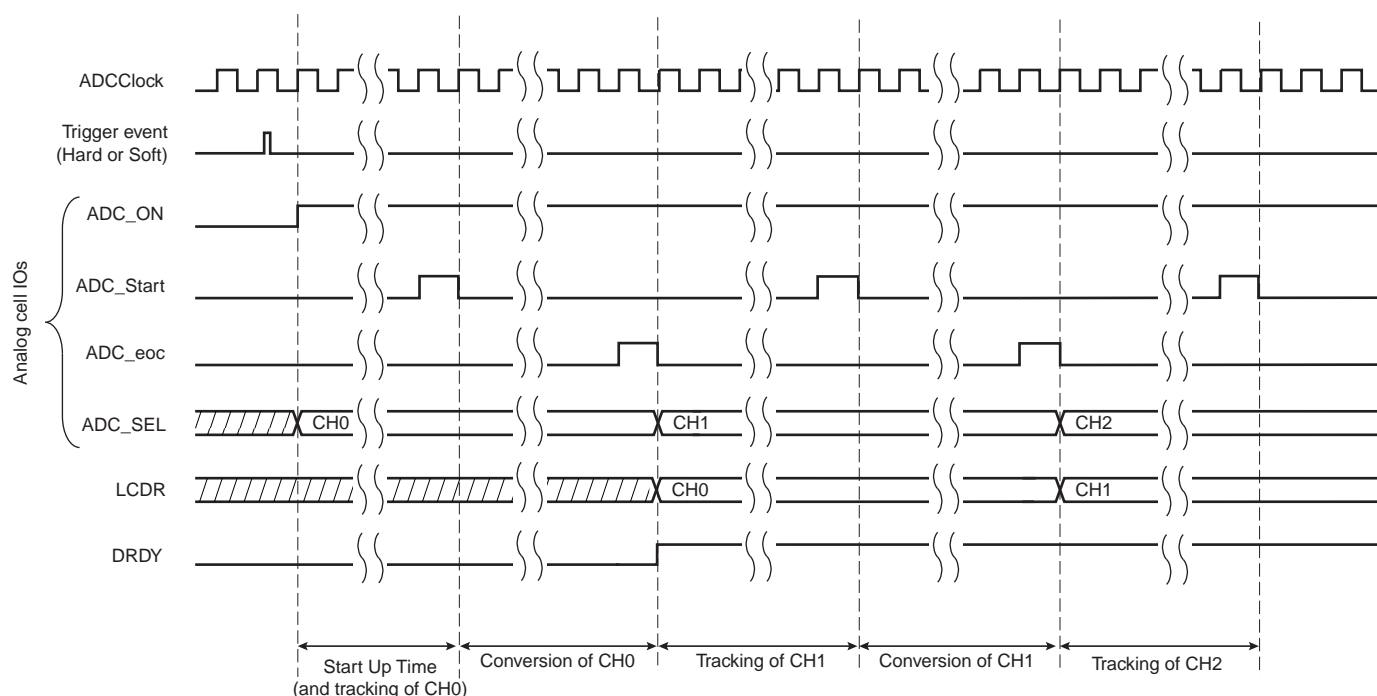 ADCClock
Trigger event
(Hard or Soft)
Analog cell IOs
ADC_ON
ADC_Start
ADC_eoc
ADC_SEL
CH0
CH1
CH2
LCDR
CH0
CH1
DRDY
Start Up Time
(and tracking of CH0)
Conversion of CH0
Tracking of CH1
Conversion of CH1
Tracking of CH2